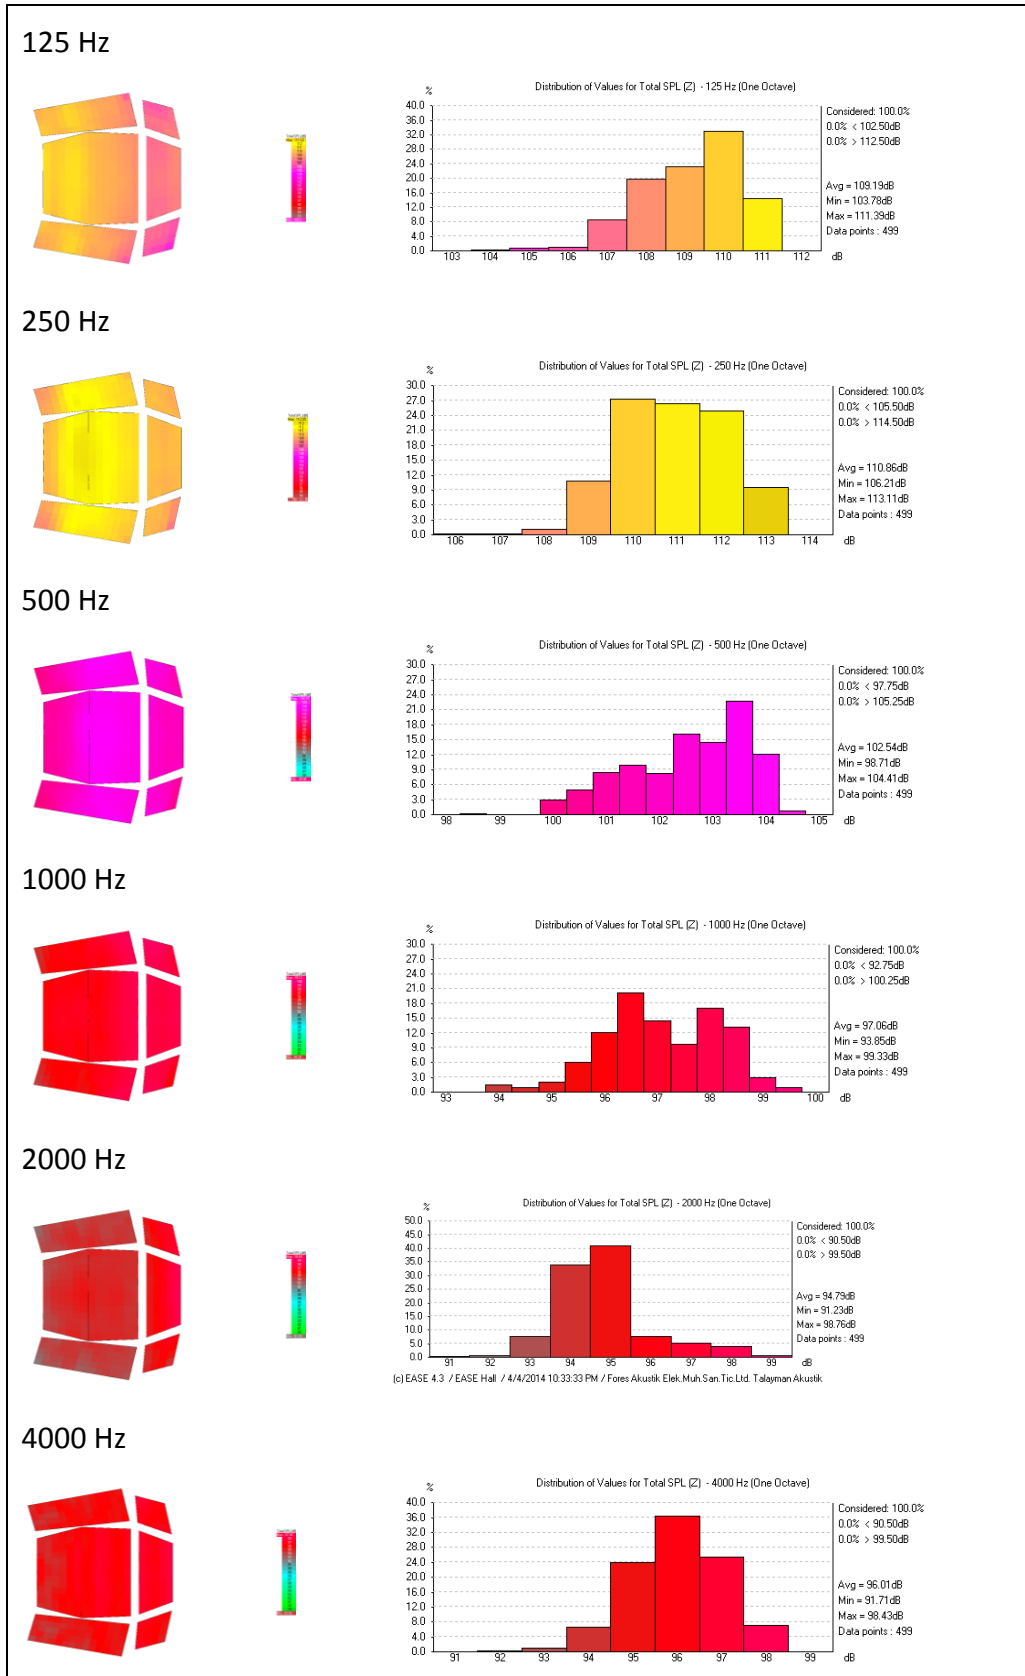 125 Hz
Distribution of Values for Total SPL (Z) - 125 Hz (One Octave)
%
40.0
36.0
32.0
28.0
24.0
20.0
16.0
12.0
8.0
4.0
0.0
103 104 105 106 107 108 109 110 111 112 dB
Considered: 100.0%
0.0% < 102.50dB
0.0% > 112.50dB
Avg = 109.19dB
Min = 103.78dB
Max = 111.39dB
Data points : 499
250 Hz
Distribution of Values for Total SPL (Z) - 250 Hz (One Octave)
%
30.0
27.0
24.0
21.0
18.0
15.0
12.0
9.0
6.0
3.0
0.0
106 107 108 109 110 111 112 113 114 dB
Considered: 100.0%
0.0% < 105.50dB
0.0% > 114.50dB
Avg = 110.86dB
Min = 106.21dB
Max = 113.11dB
Data points : 499
500 Hz
Distribution of Values for Total SPL (Z) - 500 Hz (One Octave)
%
30.0
27.0
24.0
21.0
18.0
15.0
12.0
9.0
6.0
3.0
0.0
98 99 100 101 102 103 104 105 dB
Considered: 100.0%
0.0% < 97.75dB
0.0% > 105.25dB
Avg = 102.54dB
Min = 98.71dB
Max = 104.41dB
Data points : 499
1000 Hz
Distribution of Values for Total SPL (Z) - 1000 Hz (One Octave)
%
30.0
27.0
24.0
21.0
18.0
15.0
12.0
9.0
6.0
3.0
0.0
93 94 95 96 97 98 99 100 dB
Considered: 100.0%
0.0% < 92.75dB
0.0% > 100.25dB
Avg = 97.06dB
Min = 93.85dB
Max = 99.33dB
Data points : 499
2000 Hz
Distribution of Values for Total SPL (Z) - 2000 Hz (One Octave)
%
50.0
45.0
40.0
35.0
30.0
25.0
20.0
15.0
10.0
5.0
0.0
91 92 93 94 95 96 97 98 99 dB
Considered: 100.0%
0.0% < 90.50dB
0.0% > 99.50dB
Avg = 94.79dB
Min = 91.23dB
Max = 98.76dB
Data points : 499
(c) EASE 4.3 / EASE Hall / 4/4/2014 10:33:33 PM / Fores Akustik Elek.Muh.San.Tic.Ltd. Talayman Akustik
4000 Hz
Distribution of Values for Total SPL (Z) - 4000 Hz (One Octave)
%
40.0
36.0
32.0
28.0
24.0
20.0
16.0
12.0
8.0
4.0
0.0
91 92 93 94 95 96 97 98 99 dB
Considered: 100.0%
0.0% < 90.50dB
0.0% > 99.50dB
Avg = 96.01dB
Min = 91.71dB
Max = 98.43dB
Data points : 499